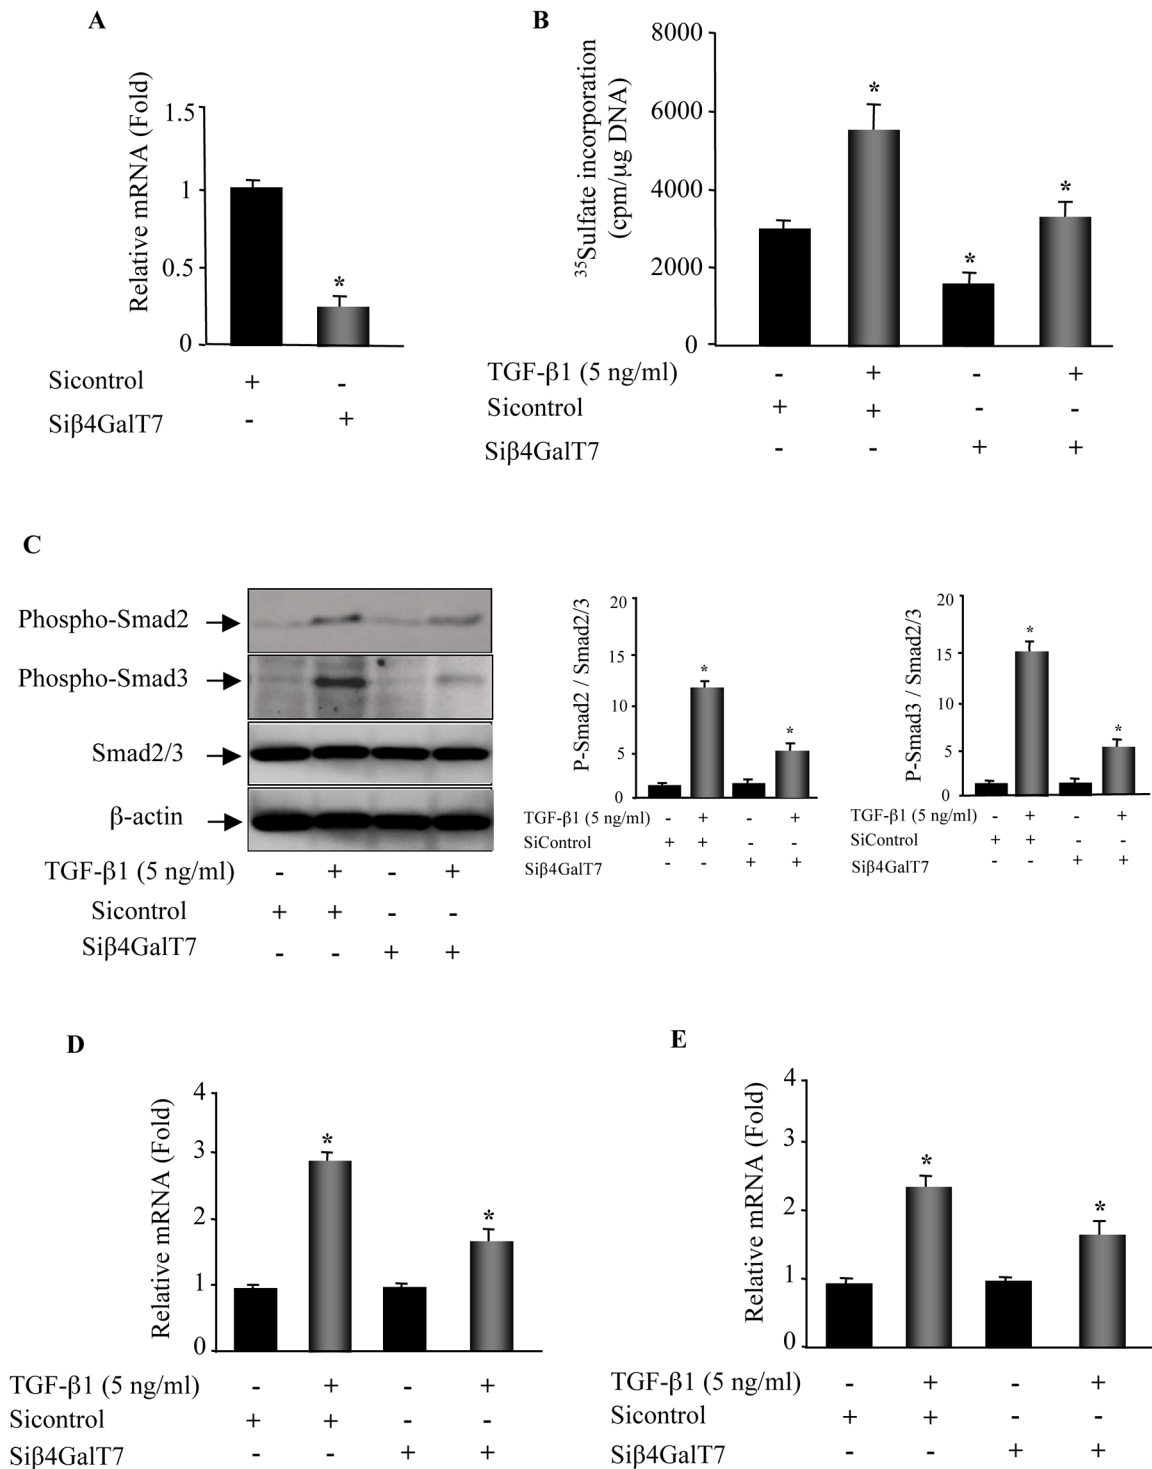 A
Relative mRNA (Fold)
1.5
1
0.5
0
*
Sicontrol + -
Siβ4GalT7 - +
B
35Sulfate incorporation
(cpm/μg DNA)
8000
6000
4000
2000
0
* * *
TGF-β1 (5 ng/ml) - + - +
Sicontrol + + - -
Siβ4GalT7 - - + +
C
Phospho-Smad2
Phospho-Smad3
Smad2/3
β-actin
TGF-β1 (5 ng/ml) - + - +
Sicontrol + + - -
Siβ4GalT7 - - + +
P-Smad2 / Smad2/3
20
15
10
5
0
* *
TGF-β1 (5 ng/ml) - + - +
SiControl + + - -
Siβ4GalT7 - - + +
P-Smad3 / Smad2/3
20
15
10
5
0
* *
TGF-β1 (5 ng/ml) - + - +
SiControl + + - -
Siβ4GalT7 - - + +
D
Relative mRNA (Fold)
4
3
2
1
0
* *
TGF-β1 (5 ng/ml) - + - +
Sicontrol + + - -
Siβ4GalT7 - - + +
E
Relative mRNA (Fold)
4
3
2
1
0
* *
TGF-β1 (5 ng/ml) - + - +
Sicontrol + + - -
Siβ4GalT7 - - + +